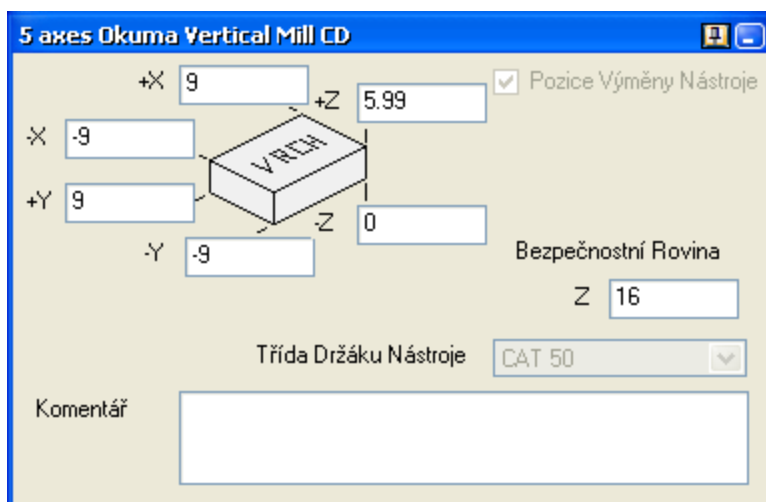 5 axes Okuma Vertical Mill CD
+X 9
+Z 5.99
Pozice Výměny Nástroje
-X -9
VRCH
+Y 9
-Z 0
-Y -9
Bezpečnostní Rovina
Z 16
Třída Držáku Nástroje CAT 50
Komentář